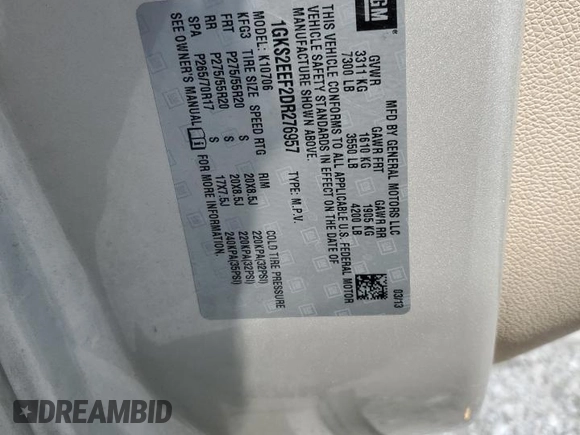 GM
MFD BY GENERAL MOTORS LLC 03/13
GVWR GAWR FRT GAWR RR
3311 KG 1610 KG 1905 KG
7300 LB 3550 LB 4200 LB
THIS VEHICLE CONFORMS TO ALL APPLICABLE U.S. FEDERAL MOTOR
VEHICLE SAFETY STANDARDS IN EFFECT ON THE DATE OF
MANUFACTURE SHOWN ABOVE.
1GKS2EEF2DR276957 TYPE: M.P.V.
MODEL: K10706
KFG3 TIRE SIZE SPEED RTG RIM COLD TIRE PRESSURE
FRT P275/55R20 S 20X8.5J 220KPA(32PSI)
RR P275/55R20 S 20X8.5J 220KPA(32PSI)
SPA P265/70R17 S 17X7.5J 240KPA(35PSI)
SEE OWNER'S MANUAL FOR MORE INFORMATION.
DREAMBID